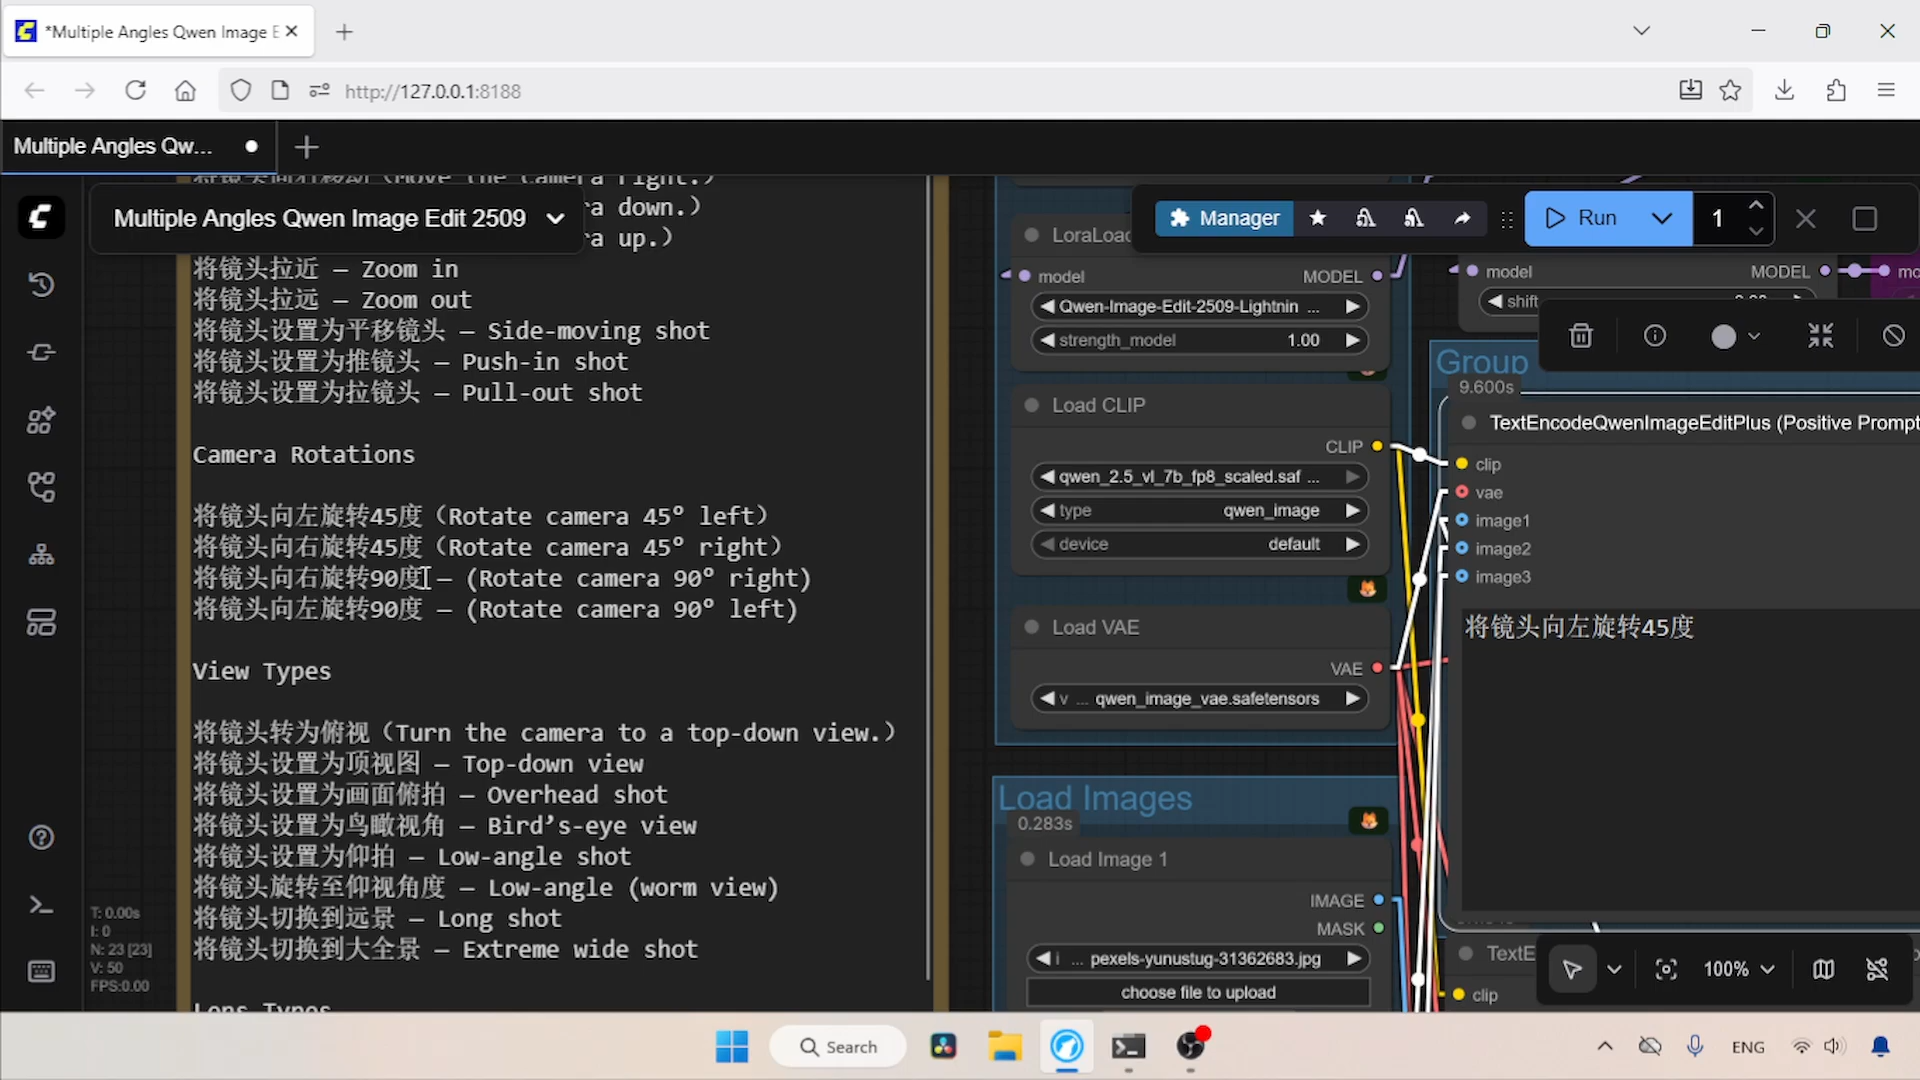 *Multiple Angles Qwen Image E
http://127.0.0.1:8188
Multiple Angles Qw...
Multiple Angles Qwen Image Edit 2509
Manager
Run
1
将镜头向右移动（Move the camera right.）
ra down.)
ra up.)
将镜头拉近 — Zoom in
将镜头拉远 — Zoom out
将镜头设置为平移镜头 — Side-moving shot
将镜头设置为推镜头 — Push-in shot
将镜头设置为拉镜头 — Pull-out shot
Camera Rotations
将镜头向左旋转45度（Rotate camera 45° left)
将镜头向右旋转45度（Rotate camera 45° right)
将镜头向右旋转90度 — (Rotate camera 90° right)
将镜头向左旋转90度 — (Rotate camera 90° left)
View Types
将镜头转为俯视（Turn the camera to a top-down view.）
将镜头设置为顶视图 — Top-down view
将镜头设置为画面俯拍 — Overhead shot
将镜头设置为鸟瞰视角 — Bird’s-eye view
将镜头设置为仰拍 — Low-angle shot
将镜头旋转至仰视角度 — Low-angle (worm view)
将镜头切换到远景 — Long shot
将镜头切换到大全景 — Extreme wide shot
Lens Types
T: 0.00s
I: 0
N: 23 [23]
V: 50
FPS:0.00
LoraLoad
model MODEL
Qwen-Image-Edit-2509-Lightnin ...
strength_model 1.00
Load CLIP
CLIP
qwen_2.5_vl_7b_fp8_scaled.saf ...
type qwen_image
device default
Load VAE
VAE
v ... qwen_image_vae.safetensors
Load Images
0.283s
Load Image 1
IMAGE
MASK
i ... pexels-yunustug-31362683.jpg
choose file to upload
model MODEL mo
shift
Group
9.600s
TextEncodeQwenImageEditPlus (Positive Prompt
clip
vae
image1
image2
image3
将镜头向左旋转45度
TextE
clip
100%
Search
ENG